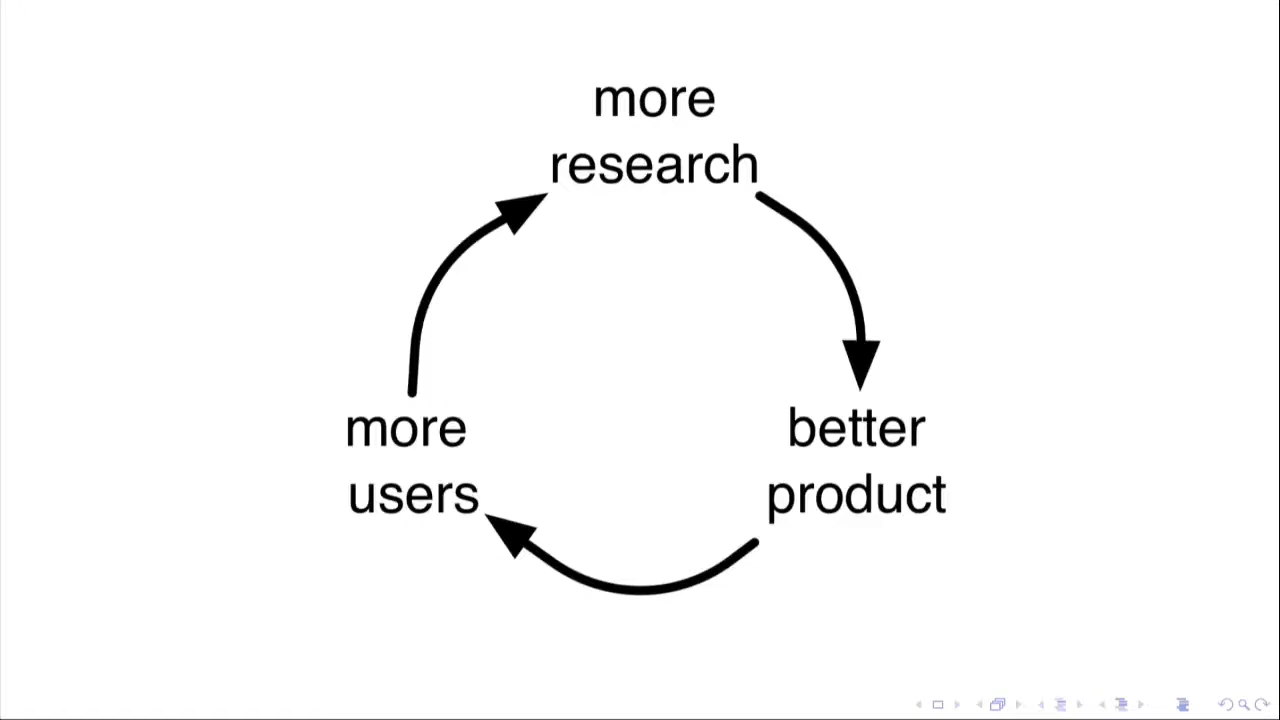 more
research
better
product
more
users